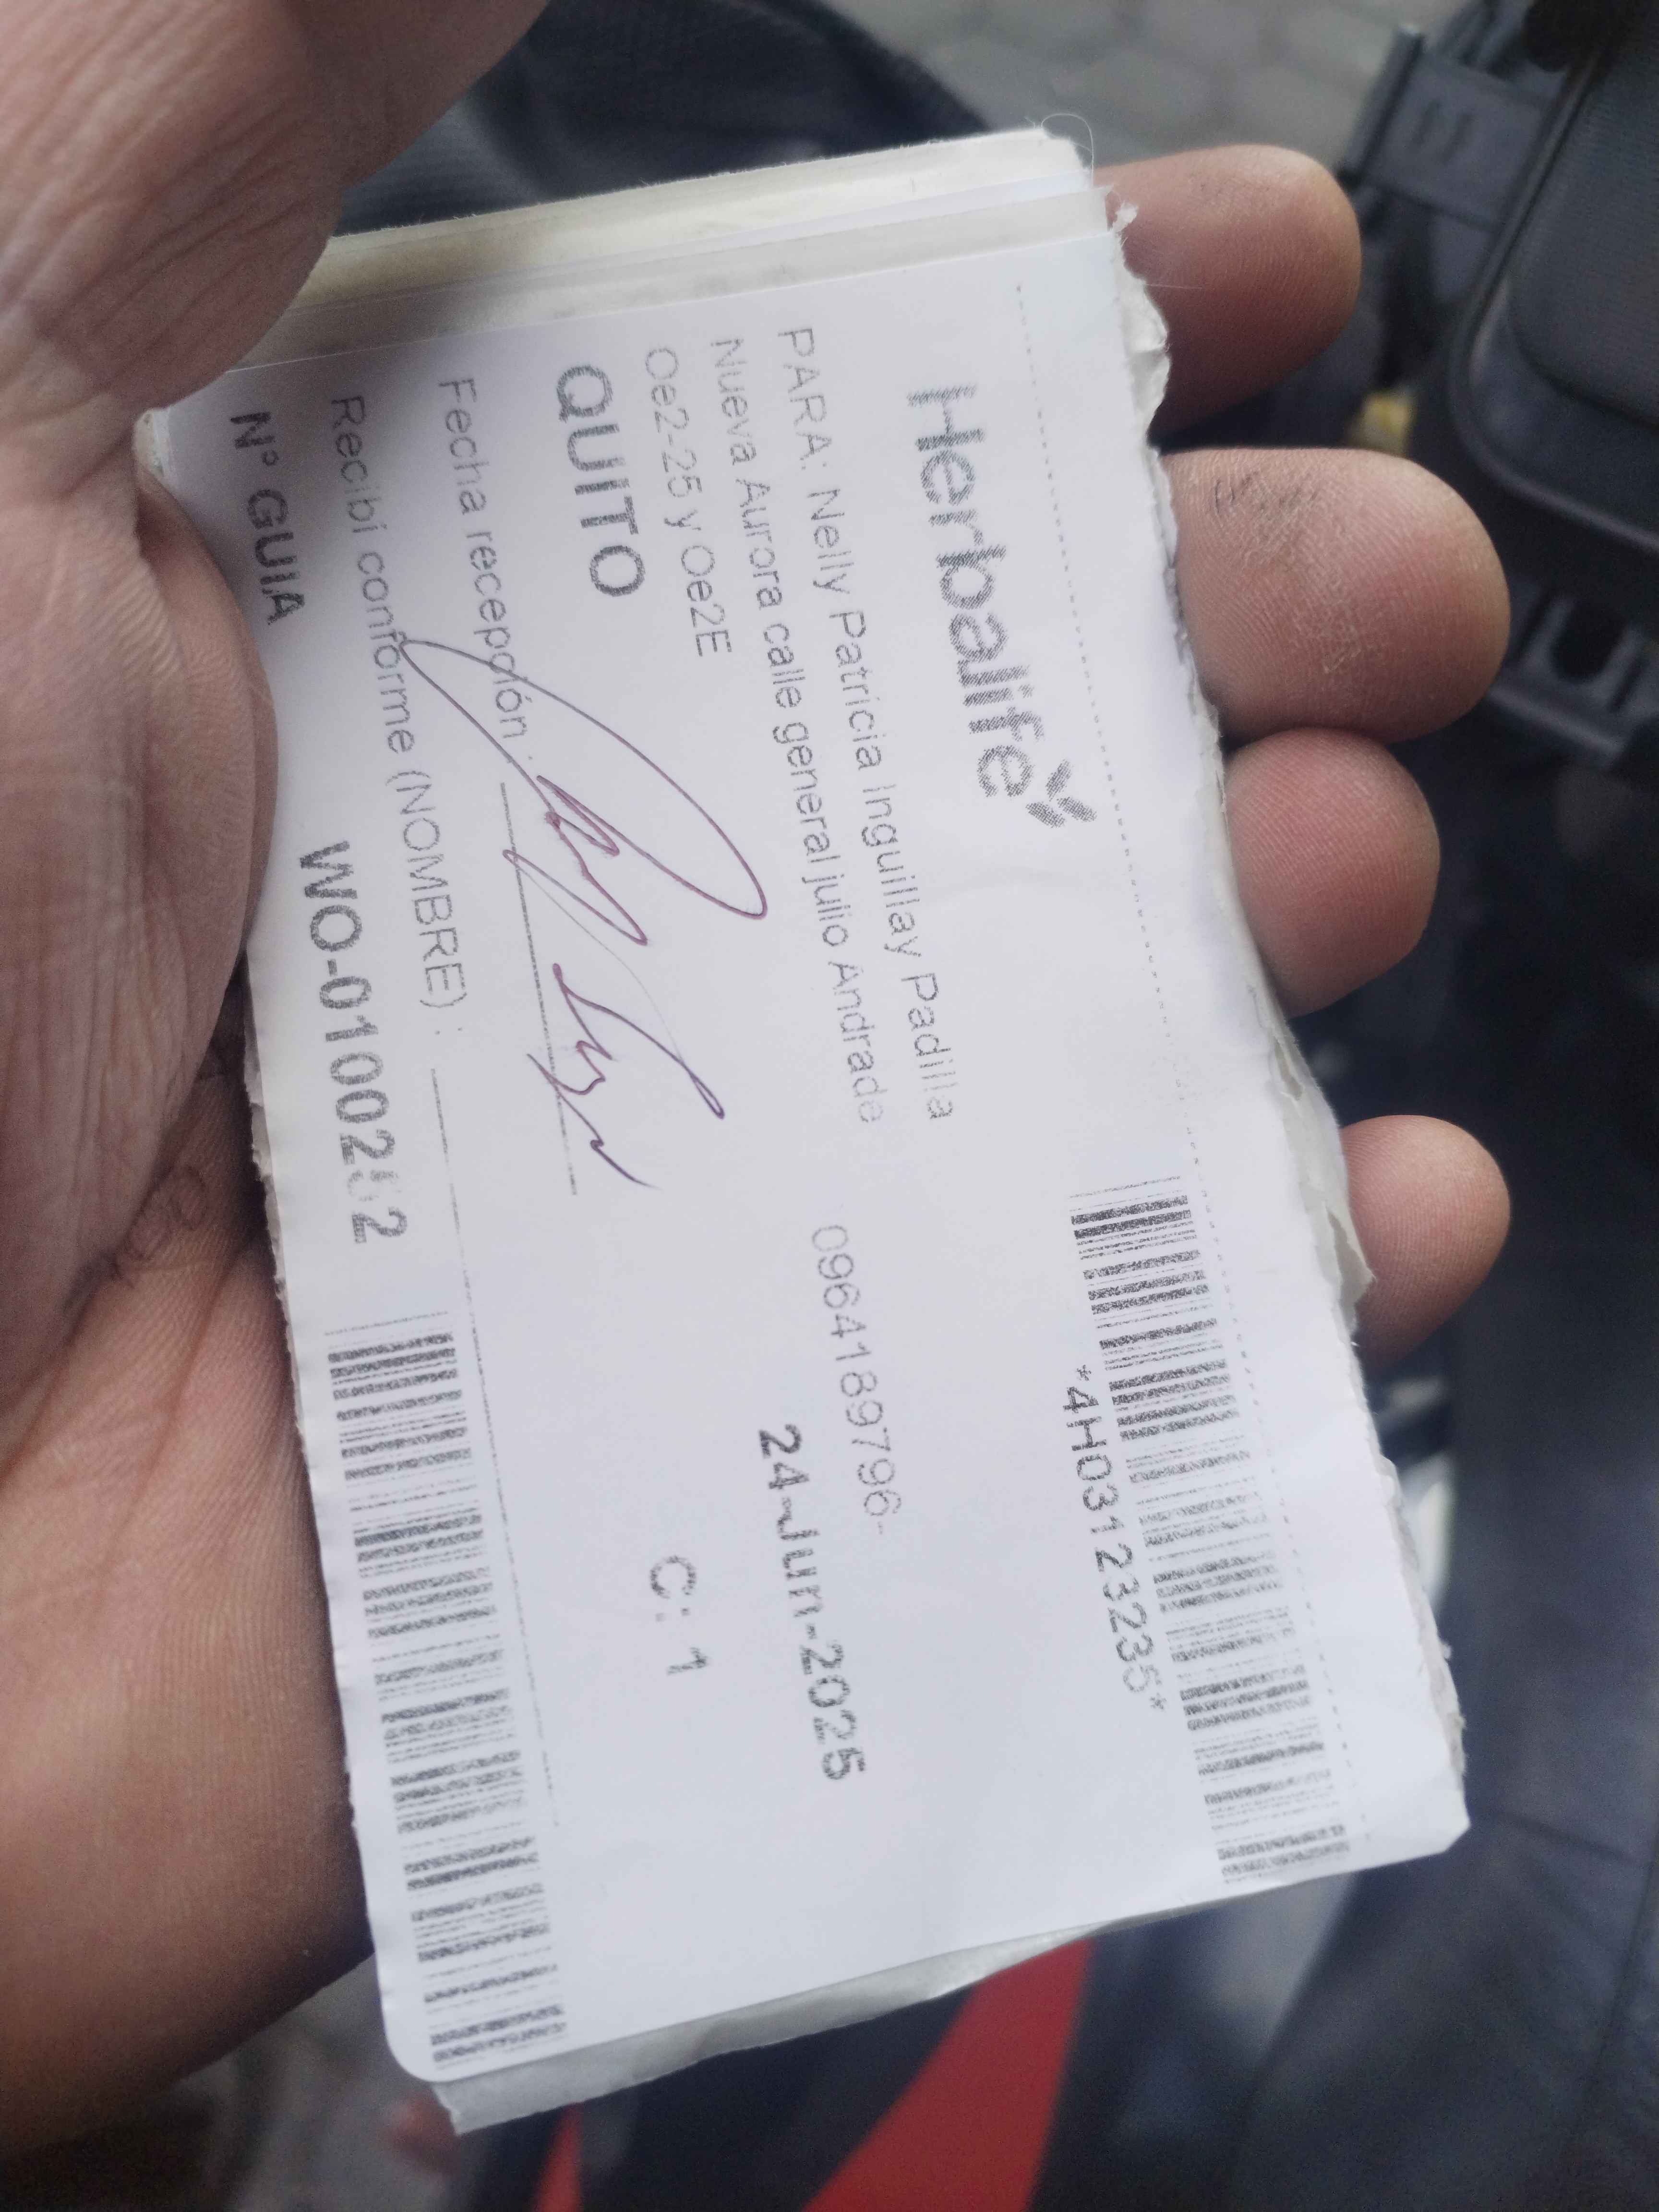 Herbalife
*4H03123235*
PARA: Nelly Patricia Inguillay Padilla
Nueva Aurora calle general julio Andrade
0964189796-
Oe2-25 y Oe2E
24-Jun-2025
QUITO
C: 1
Fecha recepción :
Recibi conforme (NOMBRE) :
N° GUIA